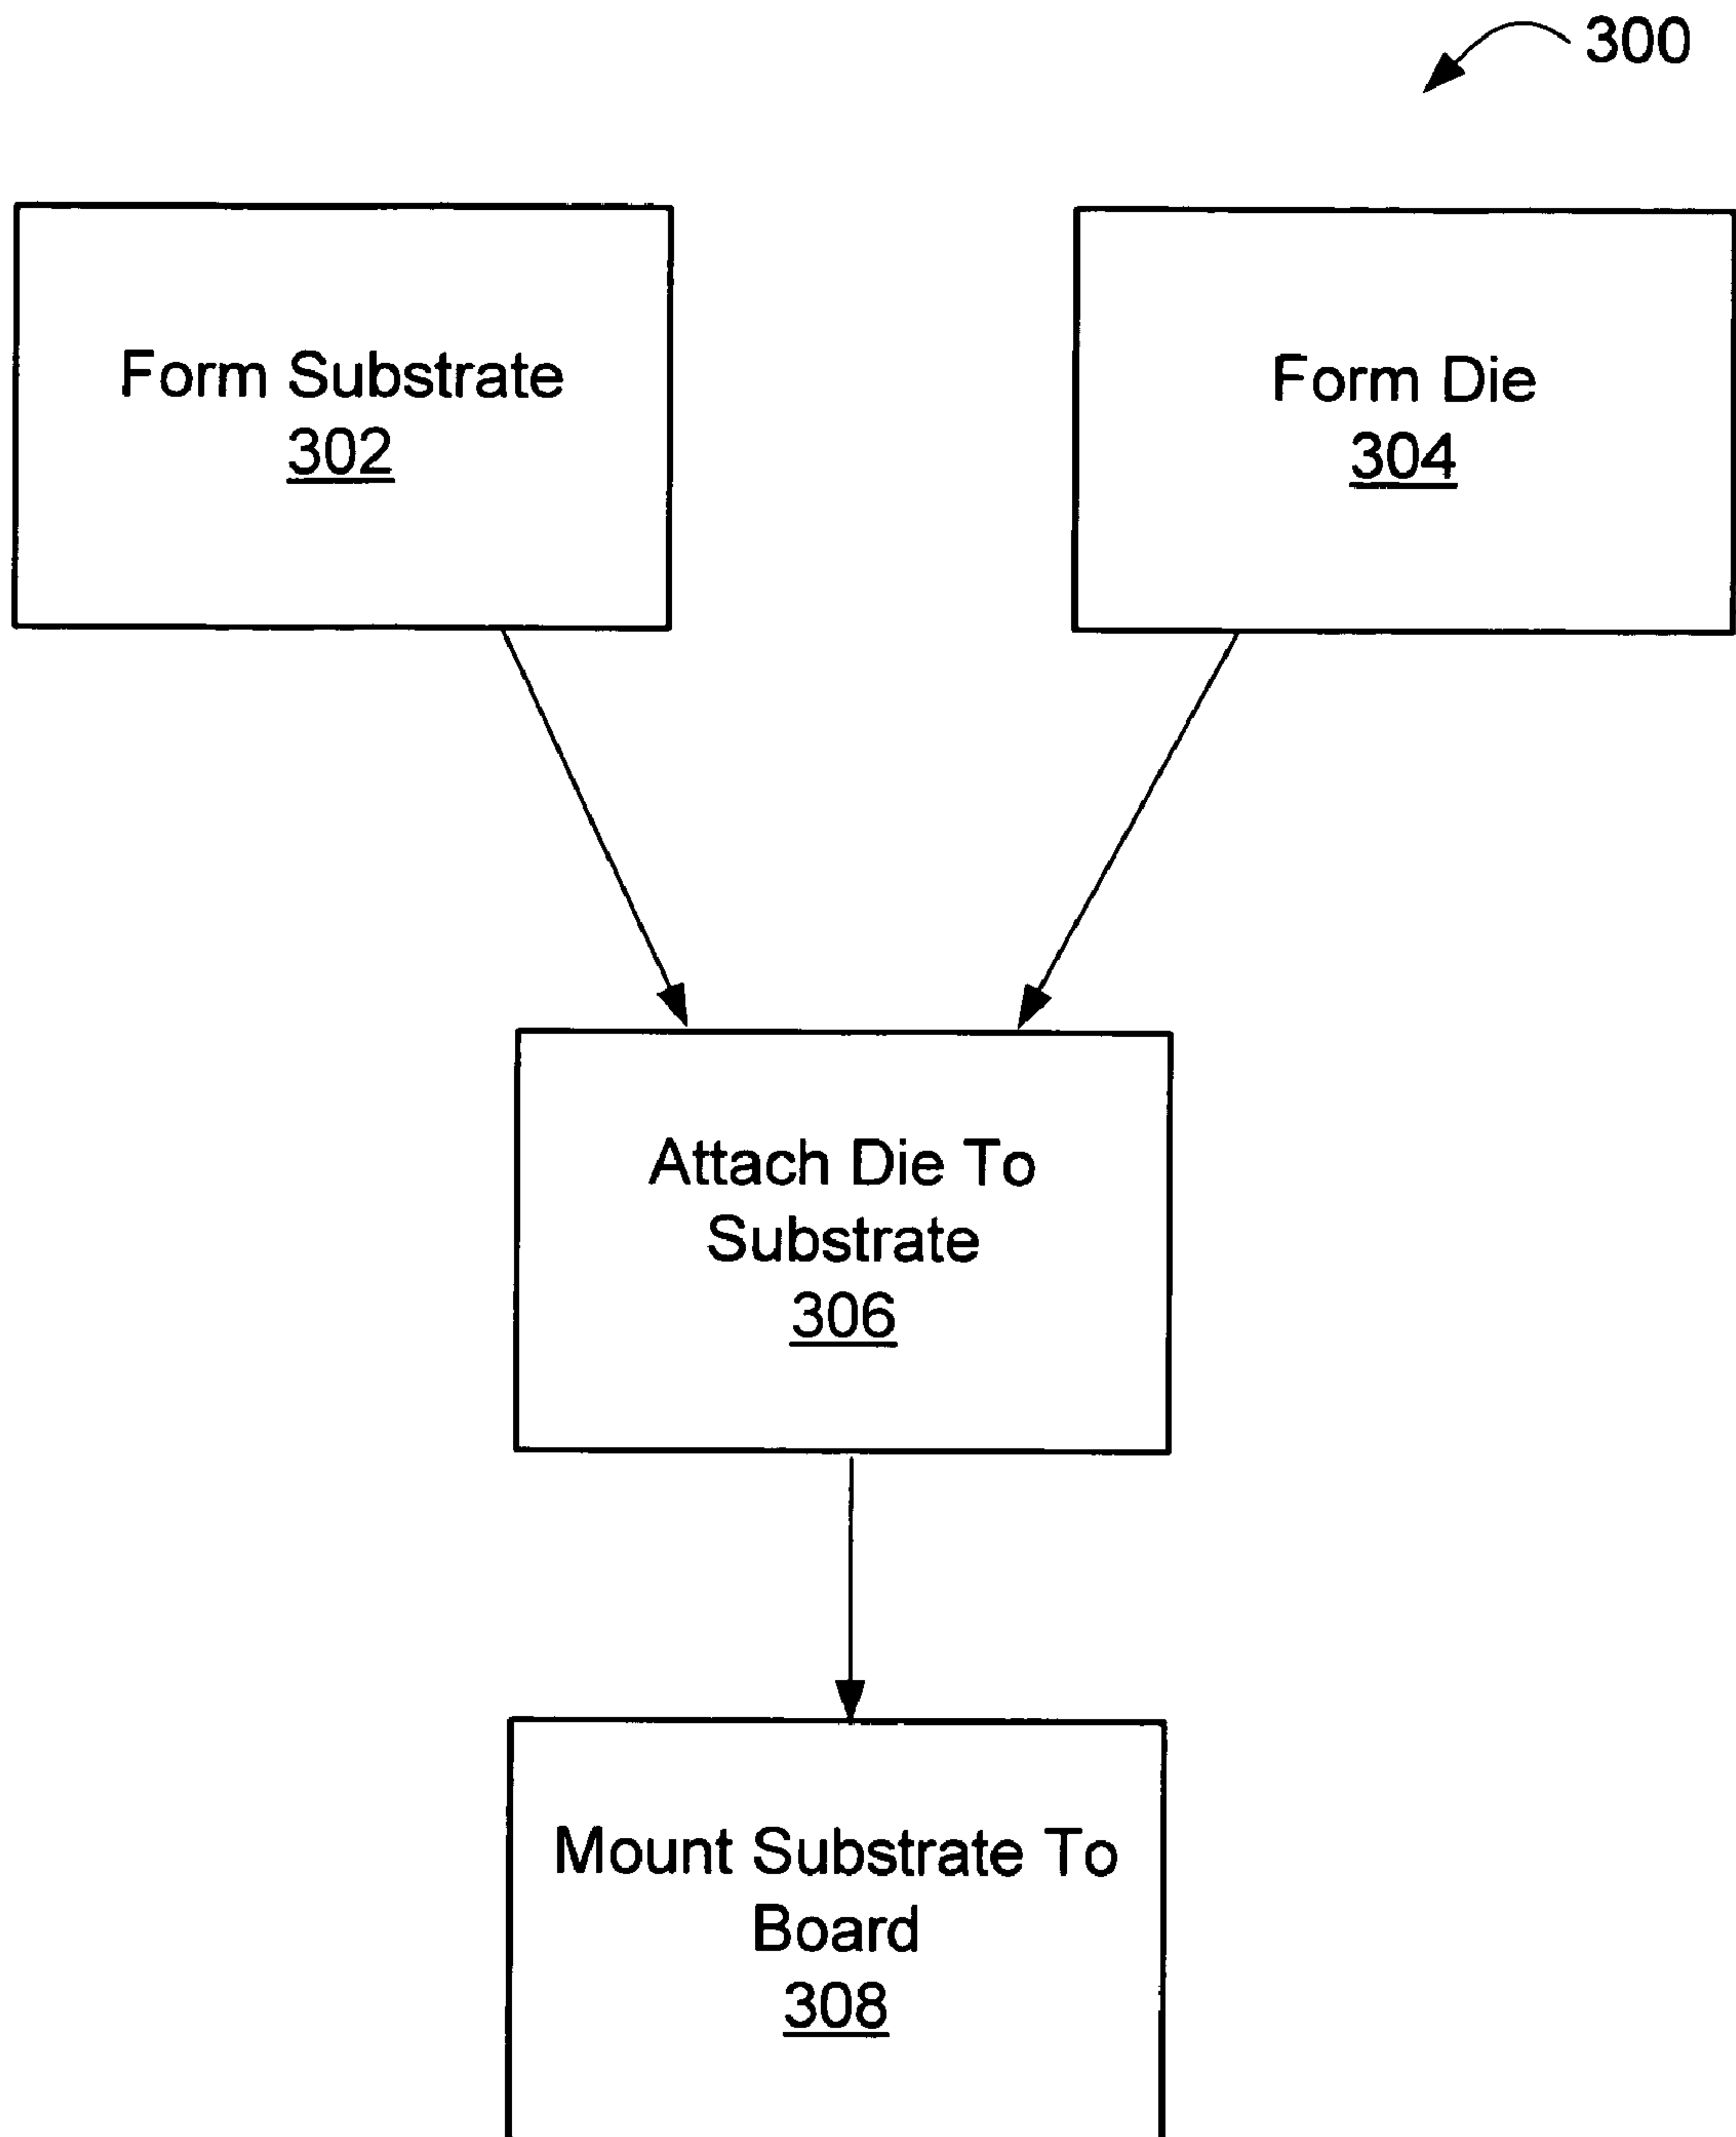 300
Form Substrate
302
Form Die
304
Attach Die To
Substrate
306
Mount Substrate To
Board
308